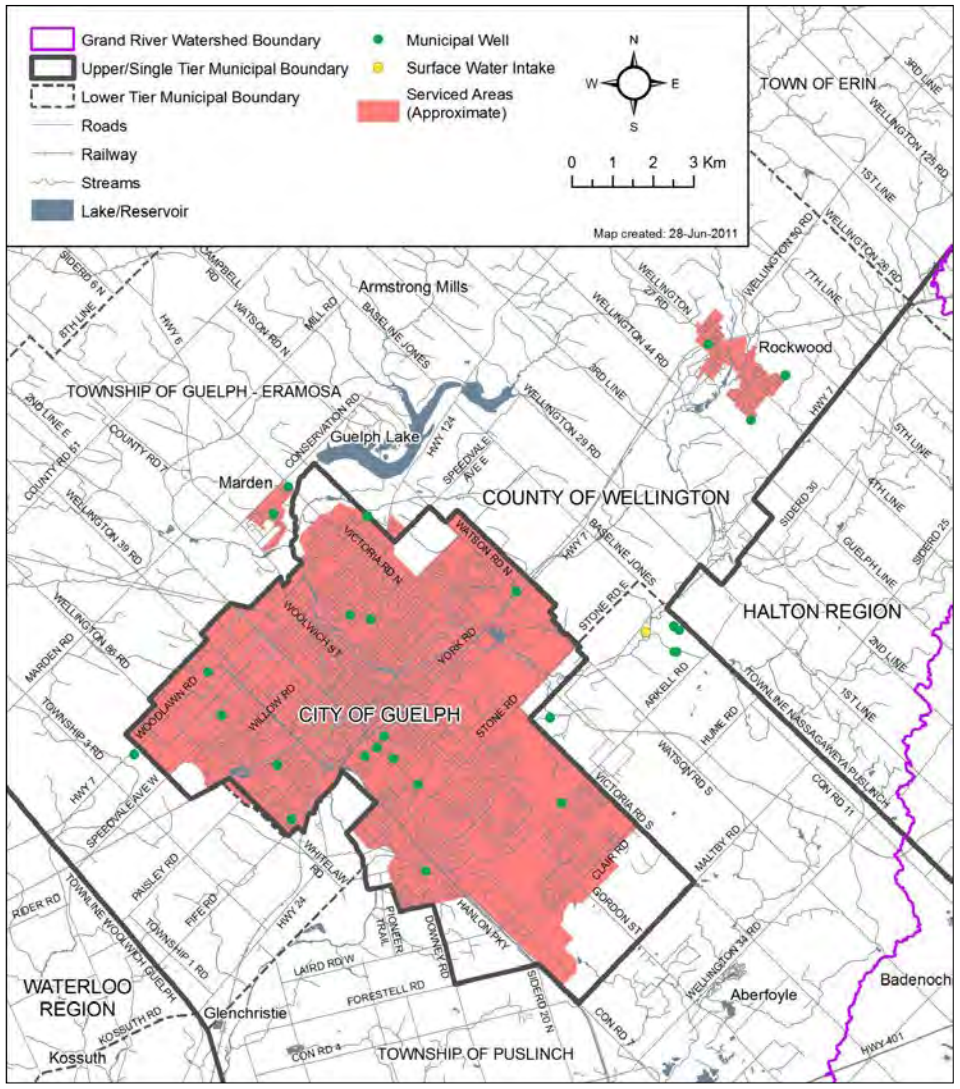 Grand River Watershed Boundary
Upper/Single Tier Municipal Boundary
Lower Tier Municipal Boundary
Roads
Railway
Streams
Lake/Reservoir
Municipal Well
Surface Water Intake
Serviced Areas
(Approximate)
N
W
E
S
0 1 2 3 Km
Map created: 28-Jun-2011
TOWN OF ERIN
3RD LINE
WELLINGTON 125 RD
1ST LINE
WELLINGTON 50 RD
WELLINGTON 26 RD
7TH LINE
SIDERD 6 N
8TH LINE
CAMPBELL
RD
HWY 6
WATSON RD N
MILL RD
BASELINE JONES
Armstrong Mills
WELLINGTON
27 RD
WELLINGTON 44 RD
3RD LINE
Rockwood
HWY 7
TOWNSHIP OF GUELPH - ERAMOSA
2ND LINE E
COUNTY RD 51
COUNTY RD 7
CONSERVATION RD
Guelph Lake
HWY 124
SPEEDVALE
AVE E
WELLINGTON 29 RD
5TH LINE
4TH LINE
SIDERD 30
SIDERD 25
GUELPH LINE
Marden
WELLINGTON 39 RD
COUNTY OF WELLINGTON
VICTORIA RD N
WATSON RD N
HWY 7
BASELINE JONES
STONE RD E
HALTON REGION
2ND LINE
1ST LINE
WELLINGTON 86 RD
MARDEN RD
WOOLWICH ST
YORK RD
WOODLAWN RD
WILLOW RD
CITY OF GUELPH
STONE RD
ARKELL RD
HUME RD
TOWNLINE NASSAGAWEYA PUSLINCH
TOWNSHIP 3 RD
HWY 7
SPEEDVALE AVE W
WATSON RD S
VICTORIA RD S
CON RD 11
MALTBY RD
PAISLEY RD
WHITELAW
RD
CLAIR RD
GORDON ST
RIDER RD
FIFE RD
HWY 24
TOWNLINE WOOLWICH GUELPH
TOWNSHIP 1 RD
PIONEER
TRAIL
DOWNEY RD
HANLON PKY
LAIRD RD W
WELLINGTON 34 RD
WATERLOO
REGION
FORESTELL RD
SIDERD 20 N
Aberfoyle
Badenoch
Glenchristie
KOSSUTH RD
CON RD 7
Kossuth
CON RD 4
TOWNSHIP OF PUSLINCH
HWY 401